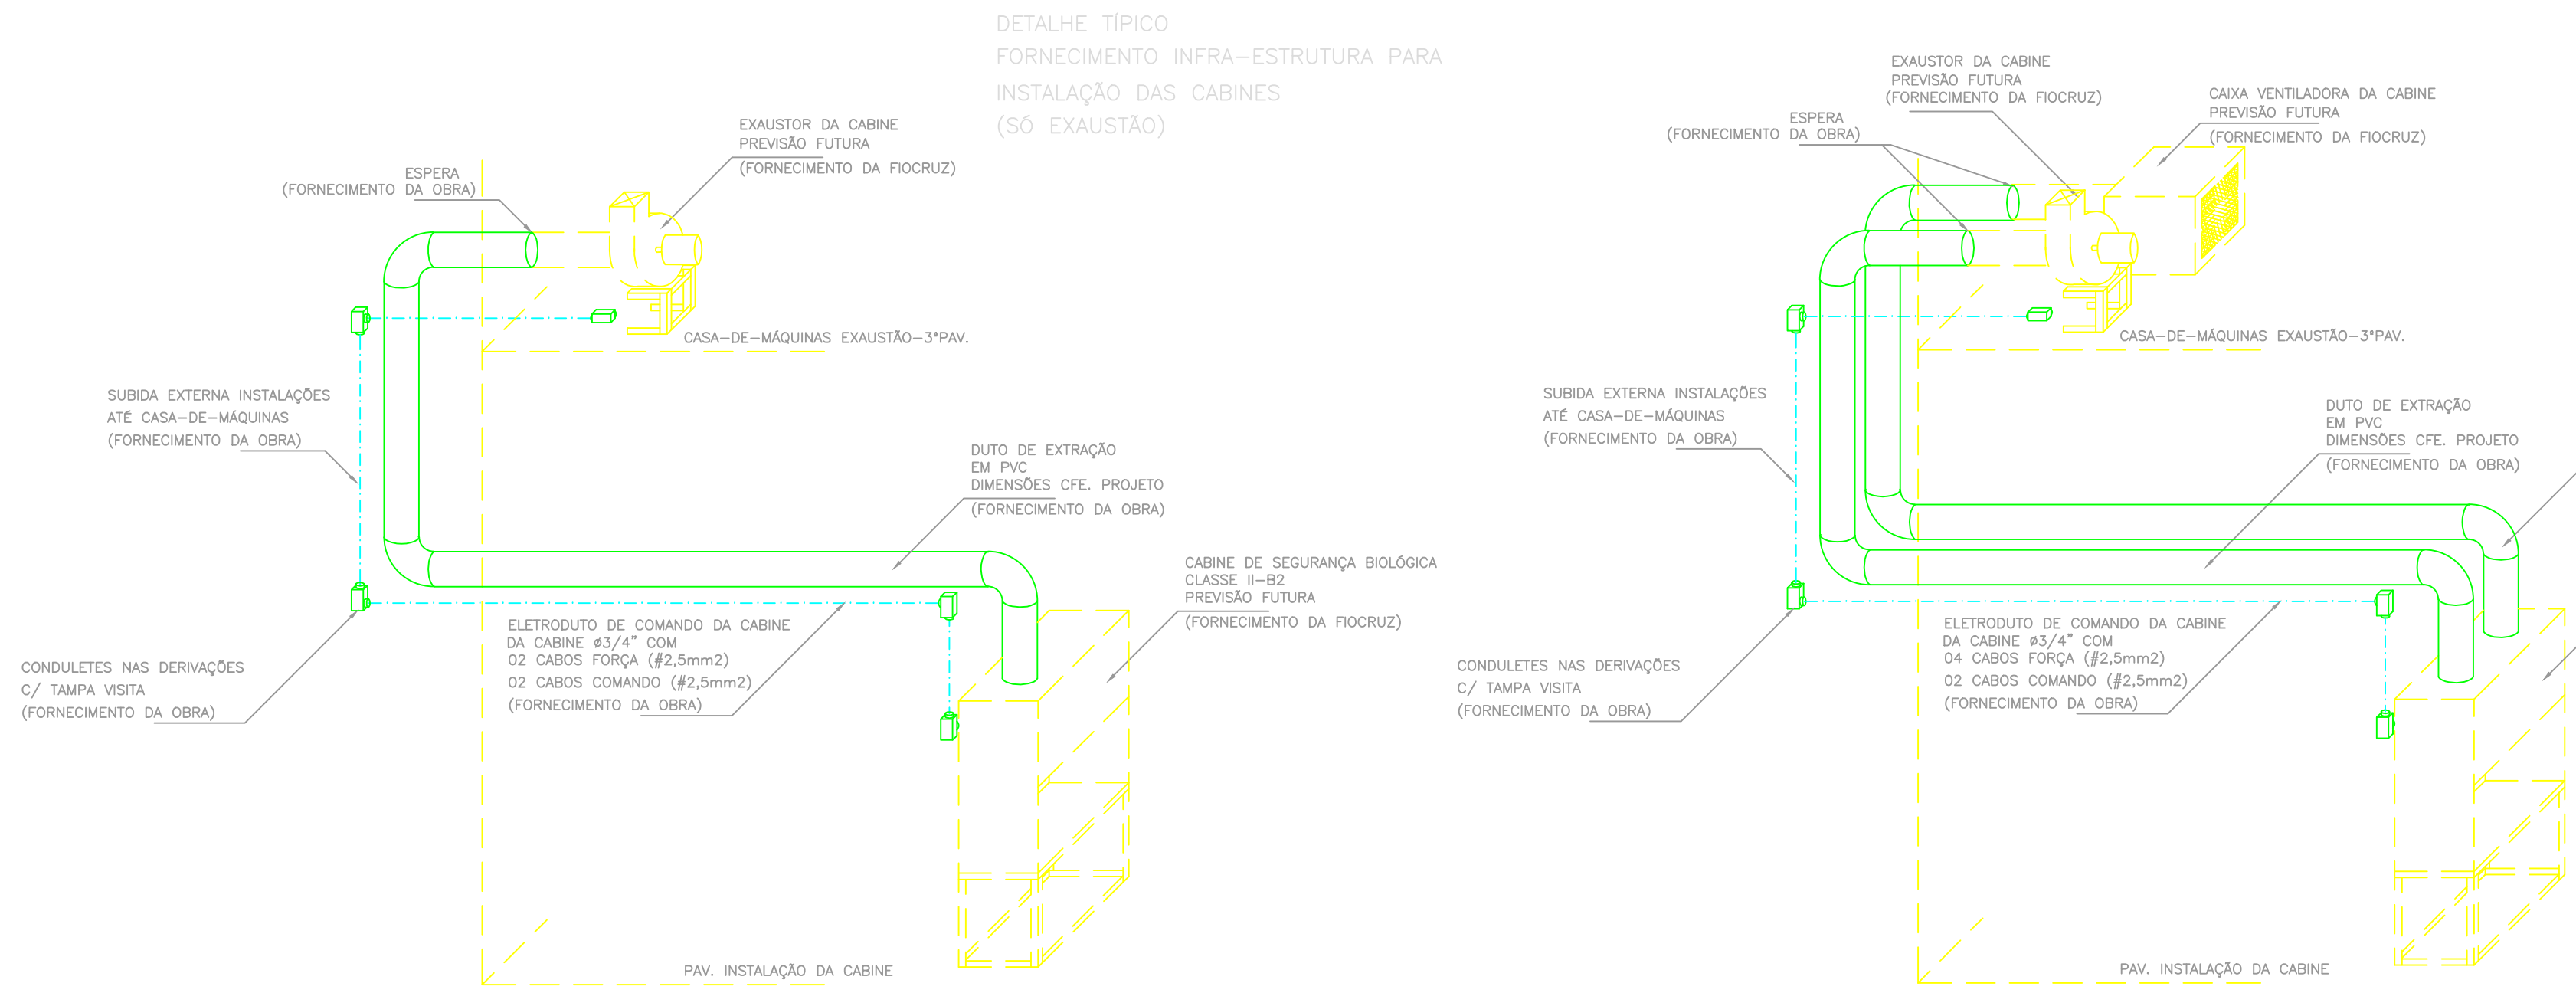 DETALHE TÍPICO
FORNECIMENTO INFRA-ESTRUTURA PARA
INSTALAÇÃO DAS CABINES
(SÓ EXAUSTÃO)
EXAUSTOR DA CABINE
PREVISÃO FUTURA
(FORNECIMENTO DA FIOCRUZ)
ESPERA
(FORNECIMENTO DA OBRA)
CASA-DE-MÁQUINAS EXAUSTÃO-3ºPAV.
SUBIDA EXTERNA INSTALAÇÕES
ATÉ CASA-DE-MÁQUINAS
(FORNECIMENTO DA OBRA)
DUTO DE EXTRAÇÃO
EM PVC
DIMENSÕES CFE. PROJETO
(FORNECIMENTO DA OBRA)
CABINE DE SEGURANÇA BIOLÓGICA
CLASSE II-B2
PREVISÃO FUTURA
(FORNECIMENTO DA FIOCRUZ)
ELETRODUTO DE COMANDO DA CABINE
DA CABINE ø3/4" COM
02 CABOS FORÇA (#2,5mm2)
02 CABOS COMANDO (#2,5mm2)
(FORNECIMENTO DA OBRA)
CONDULETES NAS DERIVAÇÕES
C/ TAMPA VISITA
(FORNECIMENTO DA OBRA)
PAV. INSTALAÇÃO DA CABINE
EXAUSTOR DA CABINE
PREVISÃO FUTURA
(FORNECIMENTO DA FIOCRUZ)
CAIXA VENTILADORA DA CABINE
PREVISÃO FUTURA
(FORNECIMENTO DA FIOCRUZ)
ESPERA
(FORNECIMENTO DA OBRA)
CASA-DE-MÁQUINAS EXAUSTÃO-3ºPAV.
SUBIDA EXTERNA INSTALAÇÕES
ATÉ CASA-DE-MÁQUINAS
(FORNECIMENTO DA OBRA)
DUTO DE EXTRAÇÃO
EM PVC
DIMENSÕES CFE. PROJETO
(FORNECIMENTO DA OBRA)
ELETRODUTO DE COMANDO DA CABINE
DA CABINE ø3/4" COM
04 CABOS FORÇA (#2,5mm2)
02 CABOS COMANDO (#2,5mm2)
(FORNECIMENTO DA OBRA)
CONDULETES NAS DERIVAÇÕES
C/ TAMPA VISITA
(FORNECIMENTO DA OBRA)
PAV. INSTALAÇÃO DA CABINE